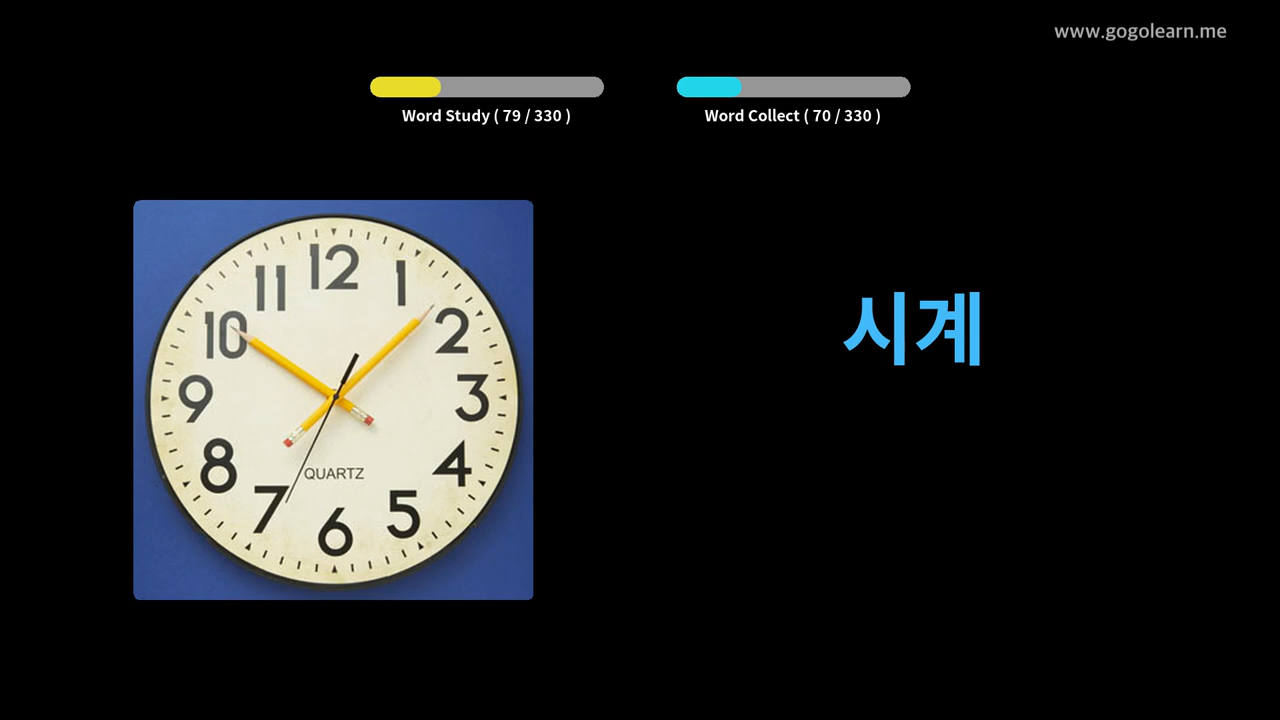 www.gogolearn.me
Word Study ( 79 / 330 )
Word Collect ( 70 / 330 )
12
11
1
10
2
9
3
8
4
QUARTZ
7
5
6
시계